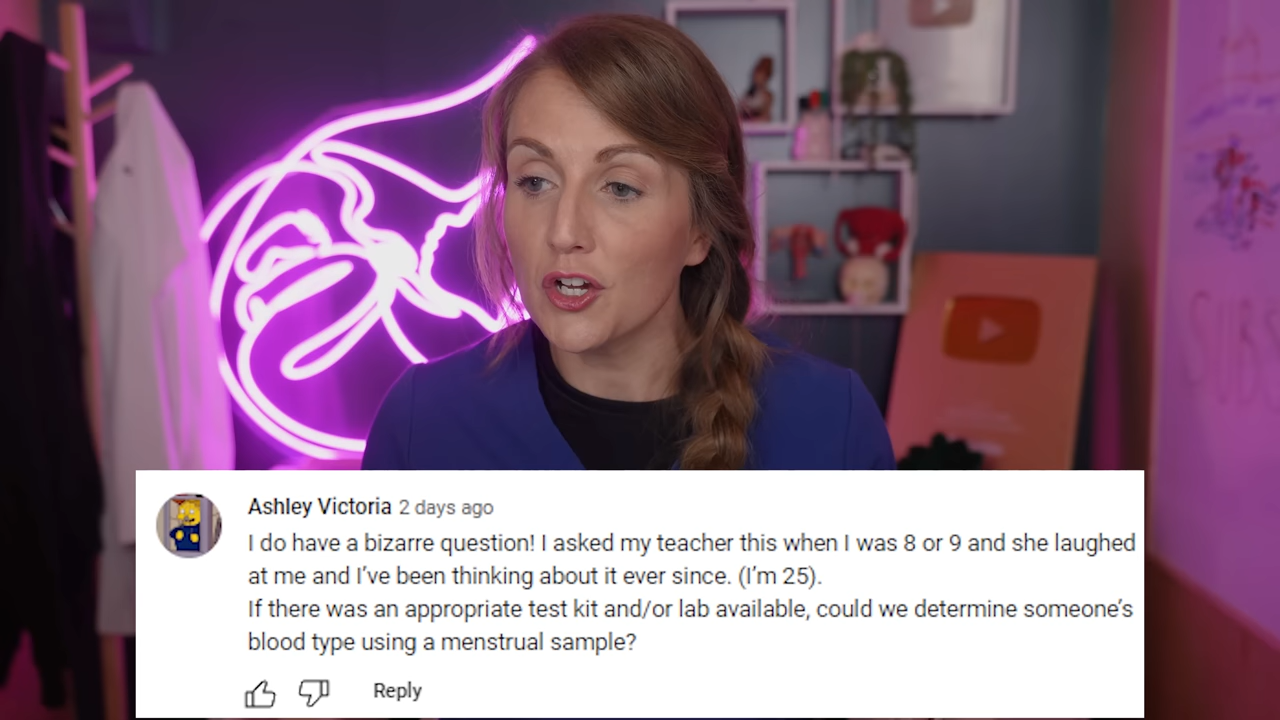 Ashley Victoria 2 days ago
I do have a bizarre question! I asked my teacher this when I was 8 or 9 and she laughed
at me and I’ve been thinking about it ever since. (I’m 25).
If there was an appropriate test kit and/or lab available, could we determine someone’s
blood type using a menstrual sample?
Reply